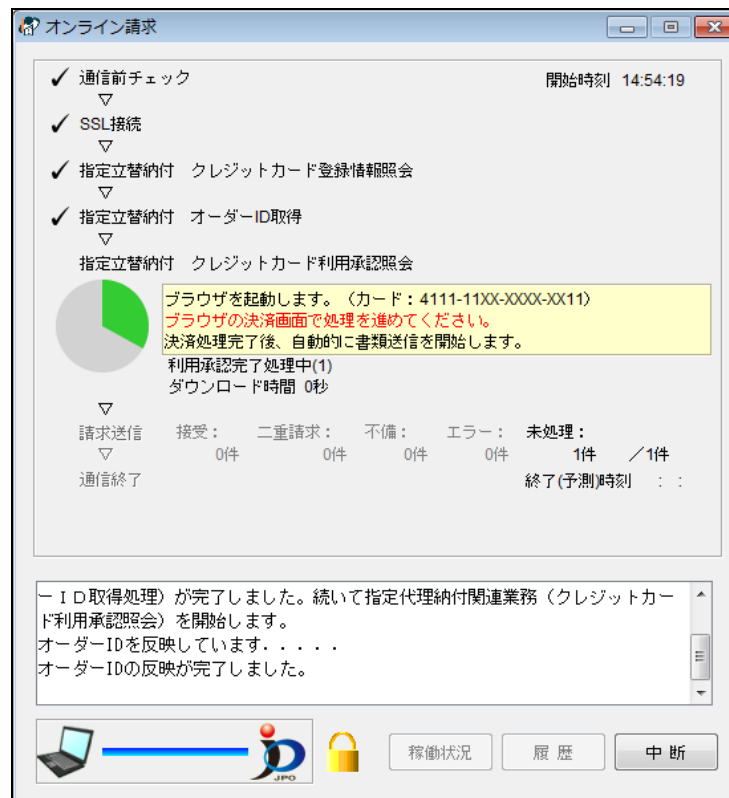 オンライン請求
通信前チェック
開始時刻 14:54:19
▽
SSL接続
▽
指定立替納付 クレジットカード登録情報照会
▽
指定立替納付 オーダーID取得
▽
指定立替納付 クレジットカード利用承認照会
ブラウザを起動します。（カード：4111-11XX-XXXX-XX11）
ブラウザの決済画面で処理を進めてください。
決済処理完了後、自動的に書類送信を開始します。
利用承認完了処理中(1)
ダウンロード時間 0秒
▽
請求送信 接受： 二重請求： 不備： エラー： 未処理：
▽ 0件 0件 0件 0件 1件 ／1件
通信終了 終了(予測)時刻 ： ：
ーＩＤ取得処理）が完了しました。続いて指定代理納付関連業務（クレジットカー
ド利用承認照会）を開始します。
オーダーIDを反映しています．．．．．
オーダーIDの反映が完了しました。
JPO
稼働状況 履 歴 中 断